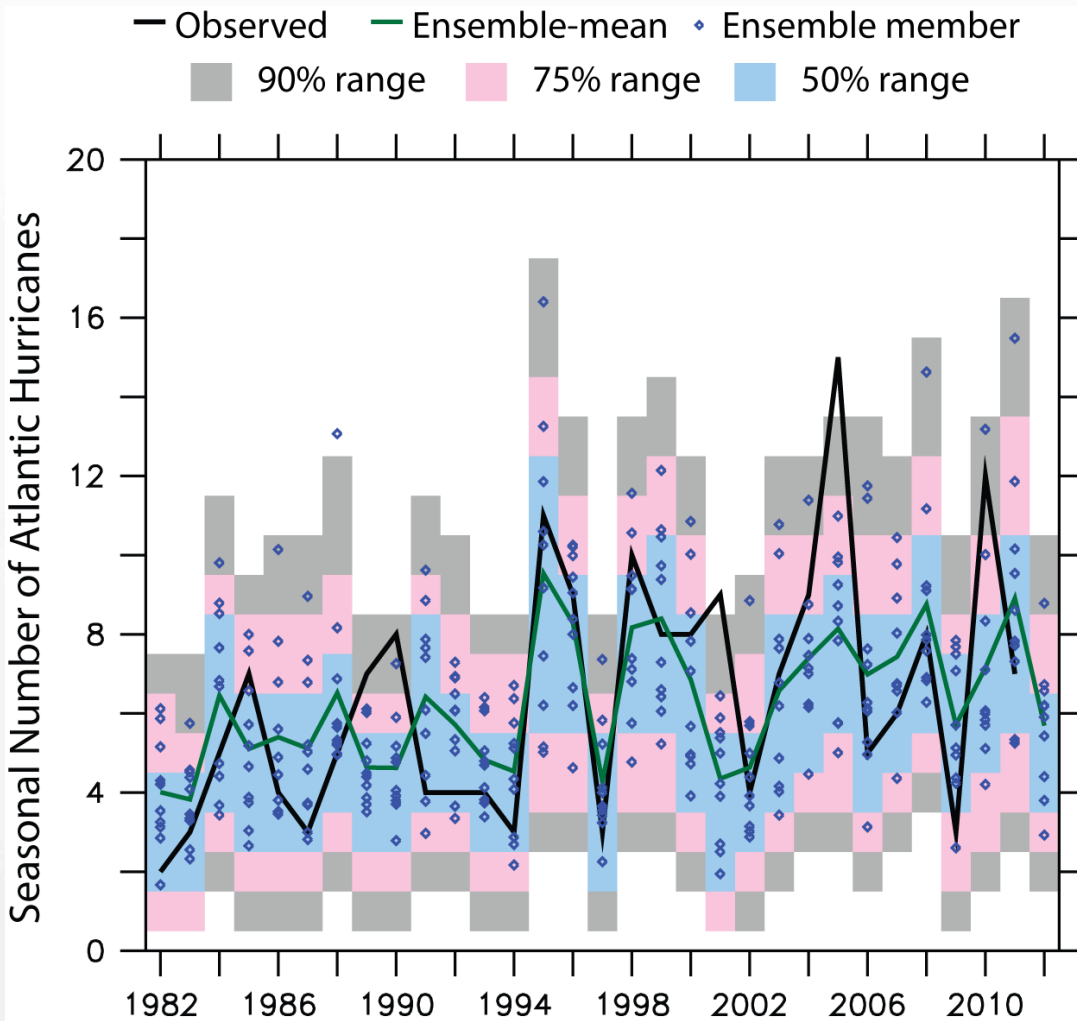 Observed Ensemble-mean Ensemble member
90% range 75% range 50% range
Seasonal Number of Atlantic Hurricanes
20
16
12
8
4
0
1982 1986 1990 1994 1998 2002 2006 2010